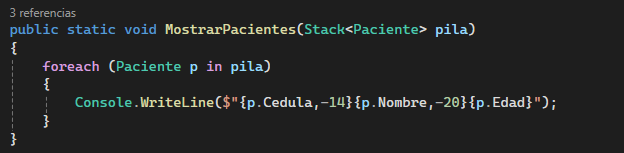 3 referencias
public static void MostrarPacientes(Stack<Paciente> pila)
{
foreach (Paciente p in pila)
{
Console.WriteLine($"{p.Cedula,-14}{p.Nombre,-20}{p.Edad}");
}
}